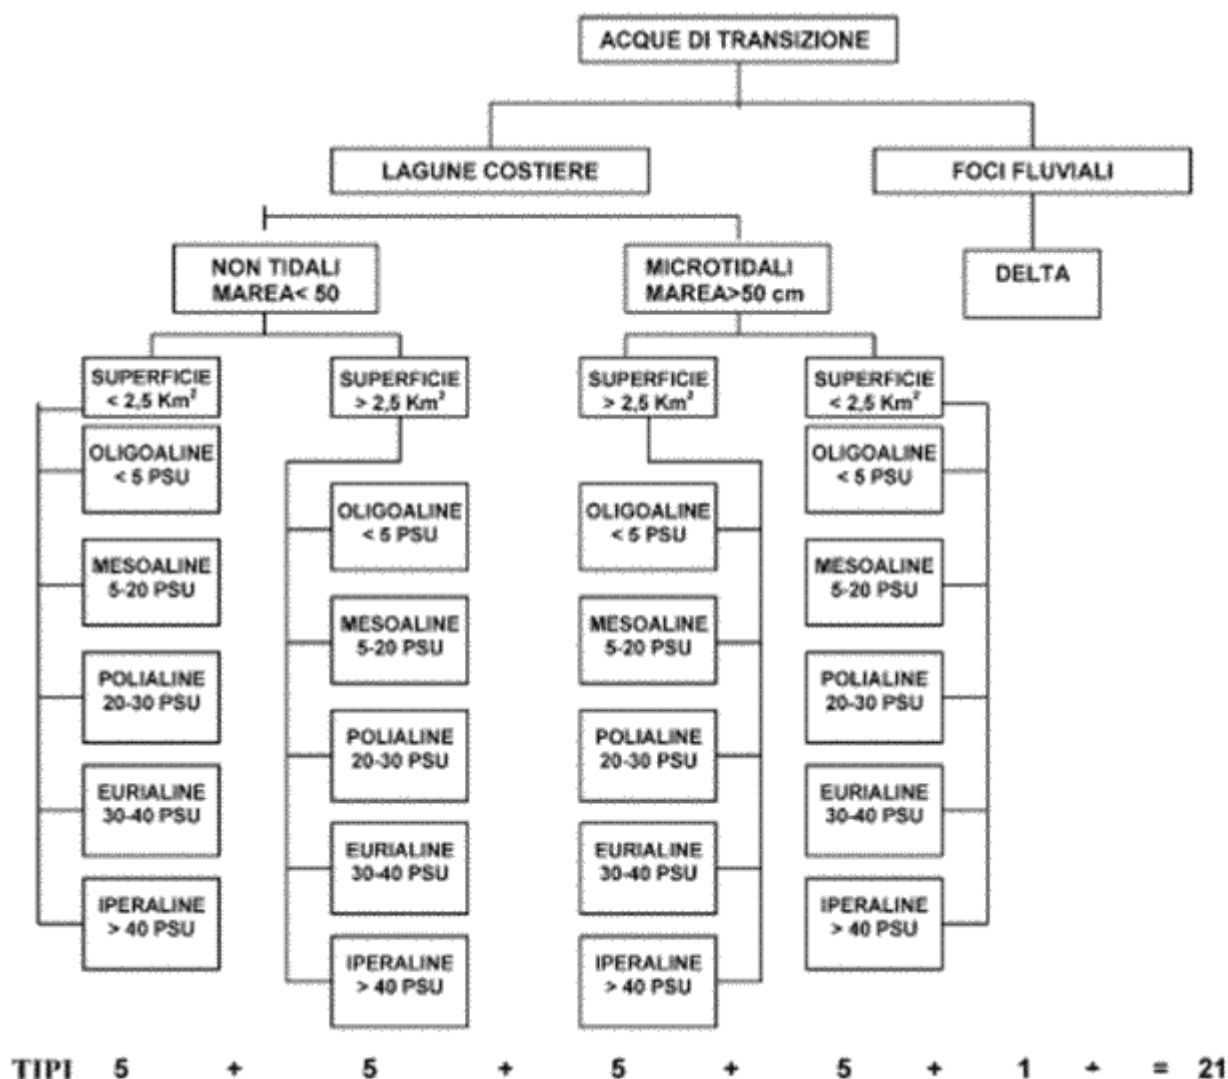 ACQUE DI TRANSIZIONE
LAGUNE COSTIERE
FOCI FLUVIALI
NON TIDALI
MAREA< 50
MICROTIDALI
MAREA>50 cm
DELTA
SUPERFICIE
< 2,5 Km²
OLIGOALINE
< 5 PSU
MESOALINE
5-20 PSU
POLIALINE
20-30 PSU
EURIALINE
30-40 PSU
IPERALINE
> 40 PSU
SUPERFICIE
> 2,5 Km²
OLIGOALINE
< 5 PSU
MESOALINE
5-20 PSU
POLIALINE
20-30 PSU
EURIALINE
30-40 PSU
IPERALINE
> 40 PSU
SUPERFICIE
> 2,5 Km²
OLIGOALINE
< 5 PSU
MESOALINE
5-20 PSU
POLIALINE
20-30 PSU
EURIALINE
30-40 PSU
IPERALINE
> 40 PSU
SUPERFICIE
< 2,5 Km²
OLIGOALINE
< 5 PSU
MESOALINE
5-20 PSU
POLIALINE
20-30 PSU
EURIALINE
30-40 PSU
IPERALINE
> 40 PSU
TIPI 5 + 5 + 5 + 5 + 1 + = 21